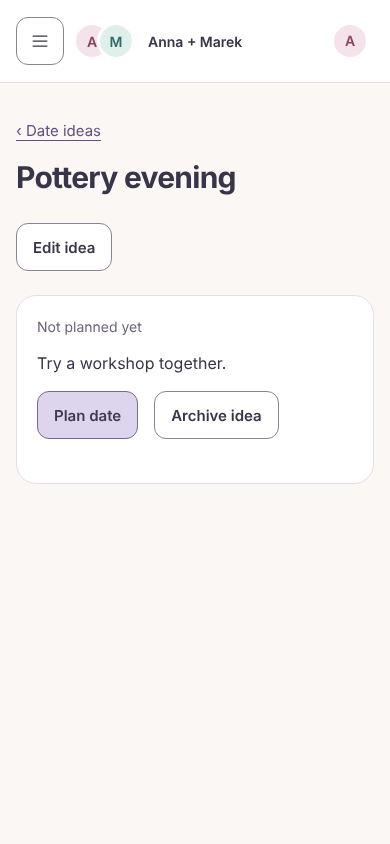 A M Anna + Marek A
‹ Date ideas
Pottery evening
Edit idea
Not planned yet
Try a workshop together.
Plan date Archive idea